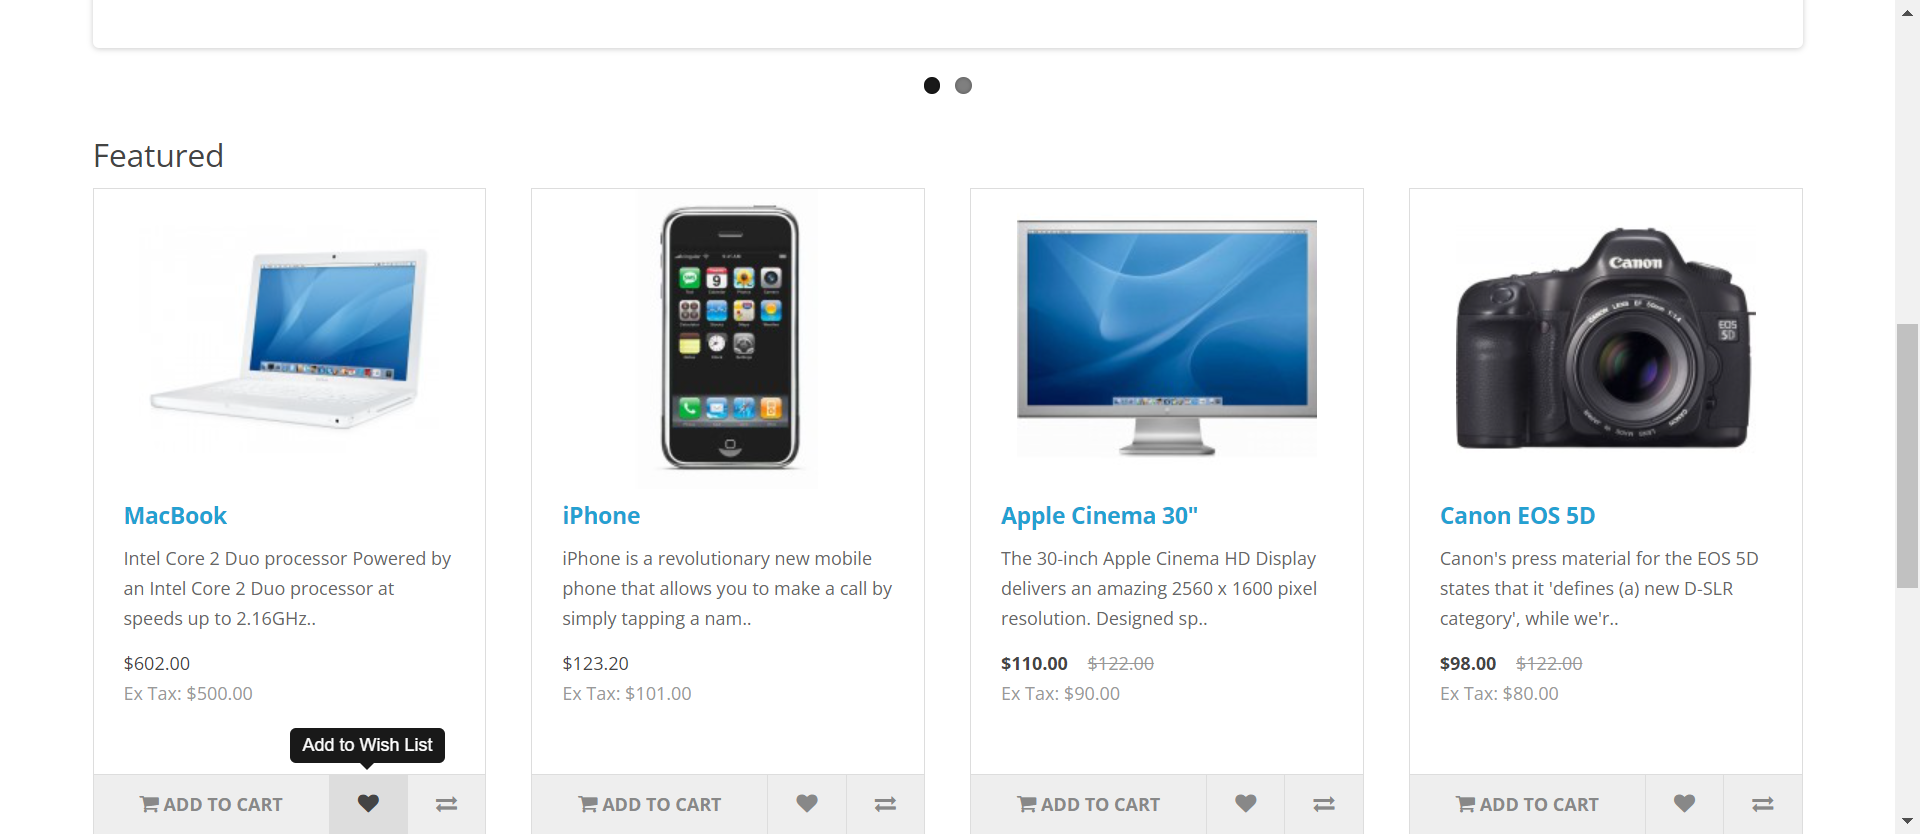 Featured
Canon
EOS
5D
MacBook
Intel Core 2 Duo processor Powered by
an Intel Core 2 Duo processor at
speeds up to 2.16GHz..
$602.00
Ex Tax: $500.00
Add to Wish List
ADD TO CART
iPhone
iPhone is a revolutionary new mobile
phone that allows you to make a call by
simply tapping a nam..
$123.20
Ex Tax: $101.00
ADD TO CART
Apple Cinema 30"
The 30-inch Apple Cinema HD Display
delivers an amazing 2560 x 1600 pixel
resolution. Designed sp..
$110.00 $122.00
Ex Tax: $90.00
ADD TO CART
Canon EOS 5D
Canon's press material for the EOS 5D
states that it 'defines (a) new D-SLR
category', while we'r..
$98.00 $122.00
Ex Tax: $80.00
ADD TO CART